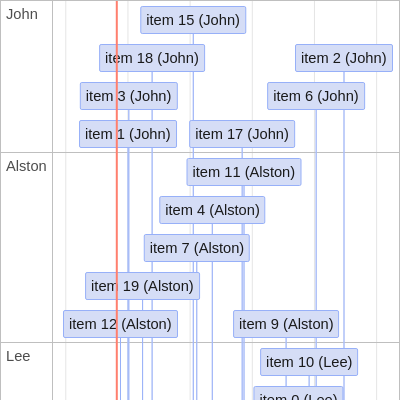 John
item 15 (John)
item 18 (John)
item 2 (John)
item 3 (John)
item 6 (John)
item 1 (John)
item 17 (John)
Alston
item 11 (Alston)
item 4 (Alston)
item 7 (Alston)
item 19 (Alston)
item 12 (Alston)
item 9 (Alston)
Lee
item 10 (Lee)
item 0 (Lee)